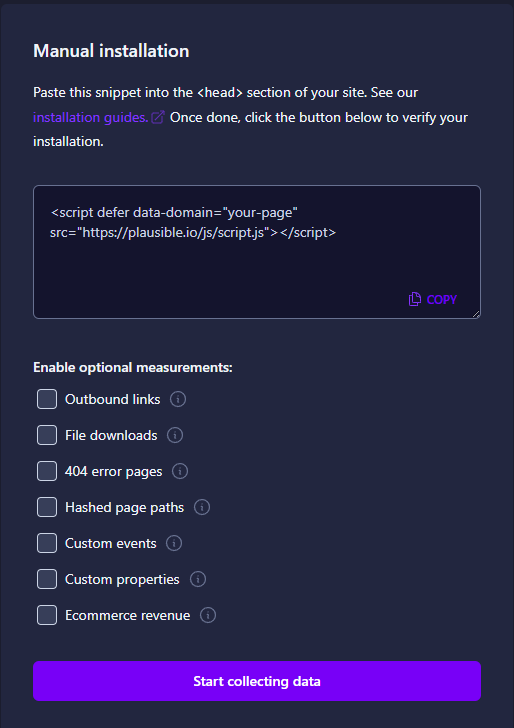 Manual installation
Paste this snippet into the <head> section of your site. See our
installation guides. Once done, click the button below to verify your
installation.
<script defer data-domain="your-page"
src="https://plausible.io/js/script.js"></script>
COPY
Enable optional measurements:
Outbound links
File downloads
404 error pages
Hashed page paths
Custom events
Custom properties
Ecommerce revenue
Start collecting data